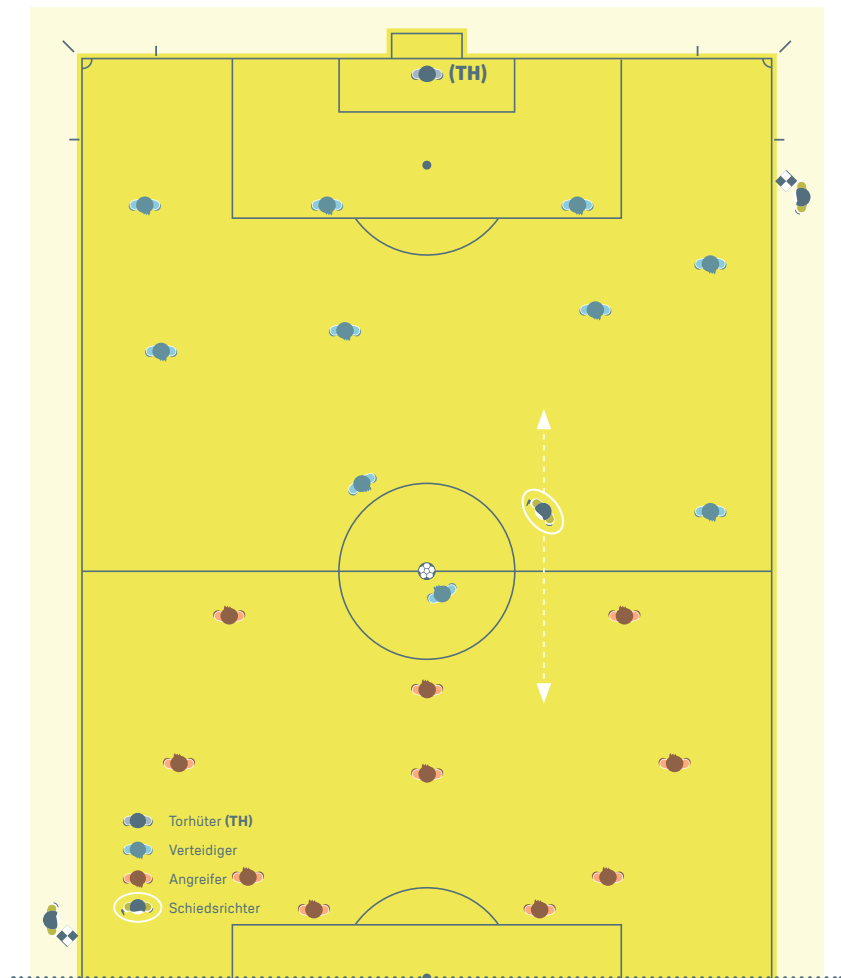 (TH)
Torhüter (TH)
Verteidiger
Angreifer
Schiedsrichter